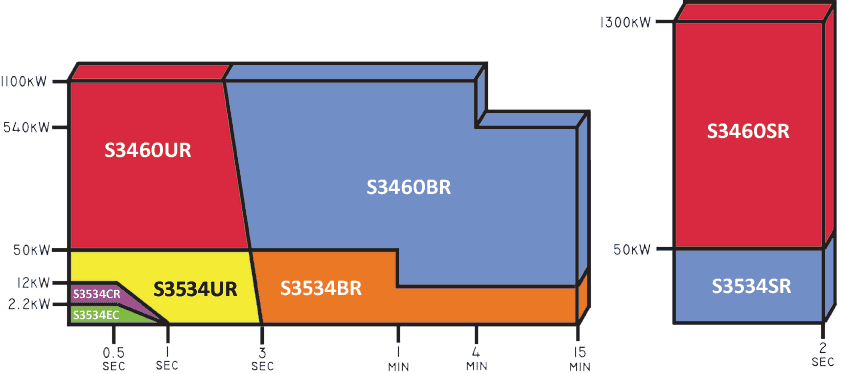 1300KW
1100KW
540KW
S3460UR
S3460BR
S3460SR
50KW
50KW
12KW
2.2KW
S3534CR
S3534EC
S3534UR
S3534BR
S3534SR
0.5
SEC
1
SEC
3
SEC
1
MIN
4
MIN
15
MIN
2
SEC